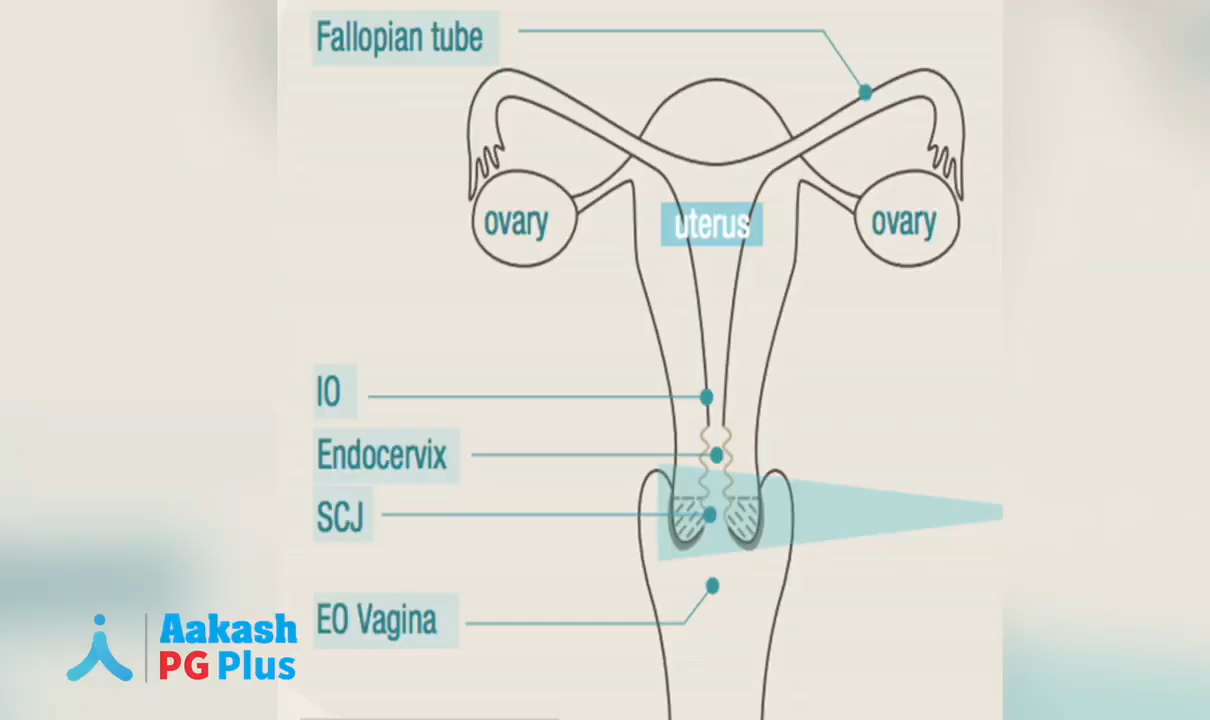 Fallopian tube
ovary
uterus
ovary
IO
Endocervix
SCJ
EO Vagina
Aakash
PG Plus